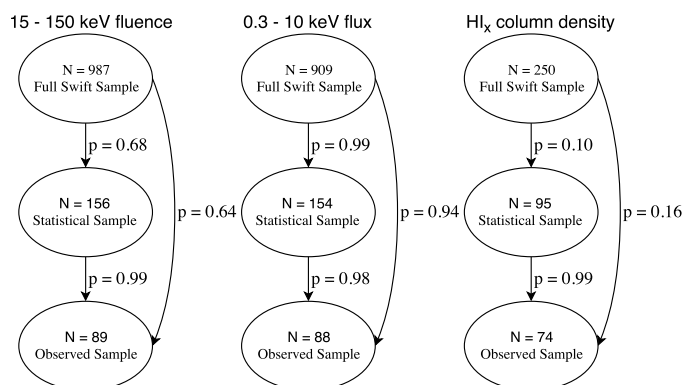 15 - 150 keV fluence
N = 987
Full Swift Sample
p = 0.68
N = 156
Statistical Sample
p = 0.64
p = 0.99
N = 89
Observed Sample
0.3 - 10 keV flux
N = 909
Full Swift Sample
p = 0.99
N = 154
Statistical Sample
p = 0.94
p = 0.98
N = 88
Observed Sample
HIx column density
N = 250
Full Swift Sample
p = 0.10
N = 95
Statistical Sample
p = 0.16
p = 0.99
N = 74
Observed Sample